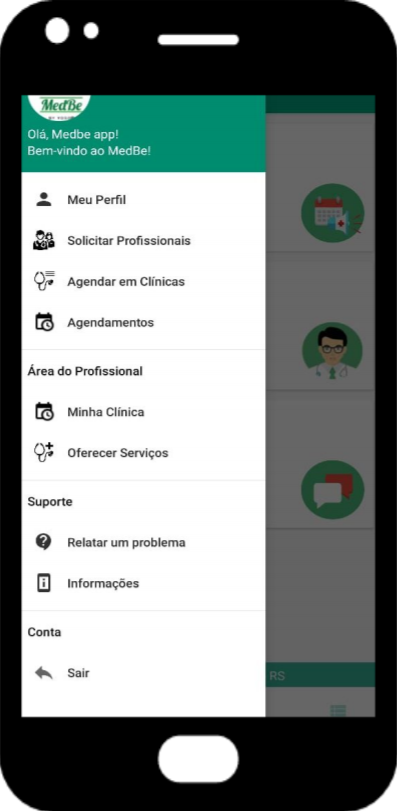 MedBe
Olá, Medbe app!
Bem-vindo ao MedBe!
Meu Perfil
Solicitar Profissionais
Agendar em Clínicas
Agendamentos
Área do Profissional
Minha Clínica
Oferecer Serviços
Suporte
Relatar um problema
Informações
Conta
Sair
RS